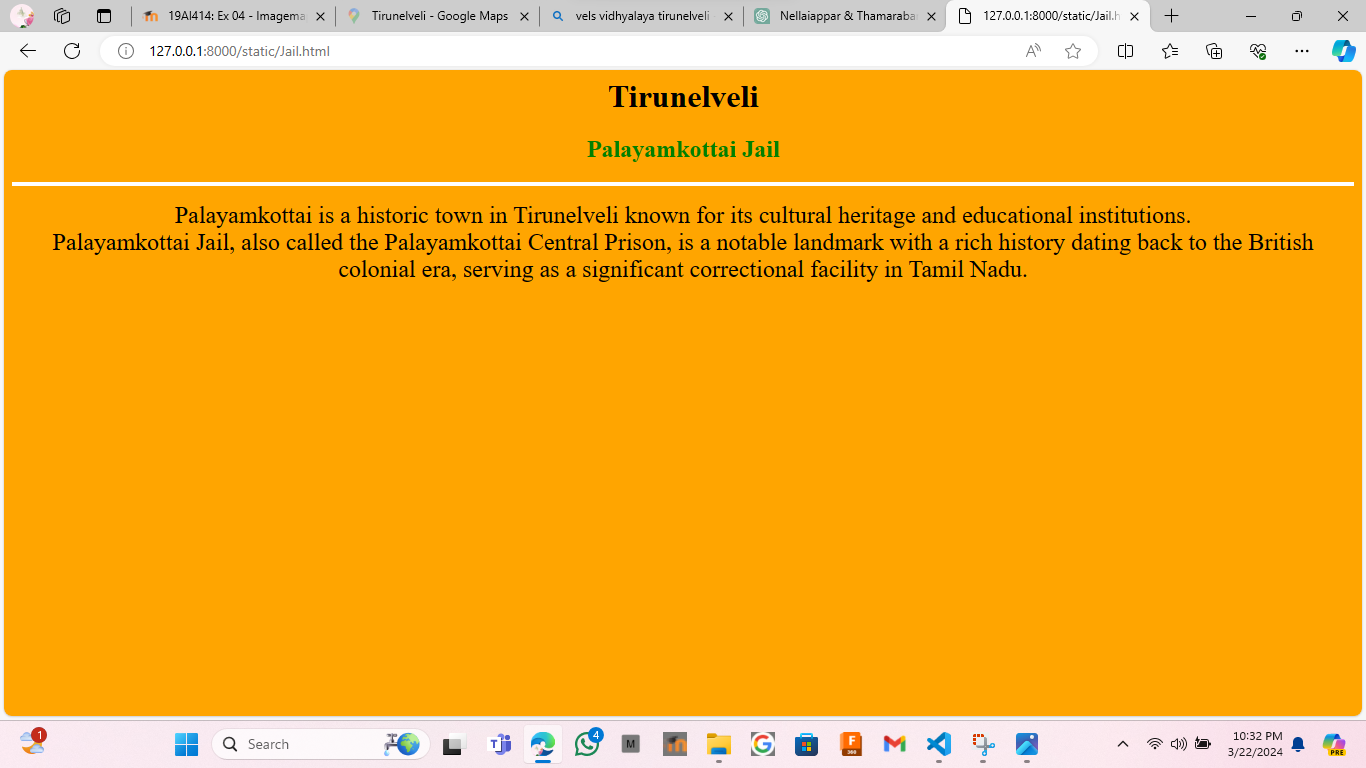 19AI414: Ex 04 - Imagema
Tirunelveli - Google Maps
vels vidhyalaya tirunelveli
Nellaiappar & Thamaraba
127.0.0.1:8000/static/Jail.h
127.0.0.1:8000/static/Jail.html
Tirunelveli
Palayamkottai Jail
Palayamkottai is a historic town in Tirunelveli known for its cultural heritage and educational institutions.
Palayamkottai Jail, also called the Palayamkottai Central Prison, is a notable landmark with a rich history dating back to the British
colonial era, serving as a significant correctional facility in Tamil Nadu.
1
Search
4
M
F
360
10:32 PM
3/22/2024
PRE